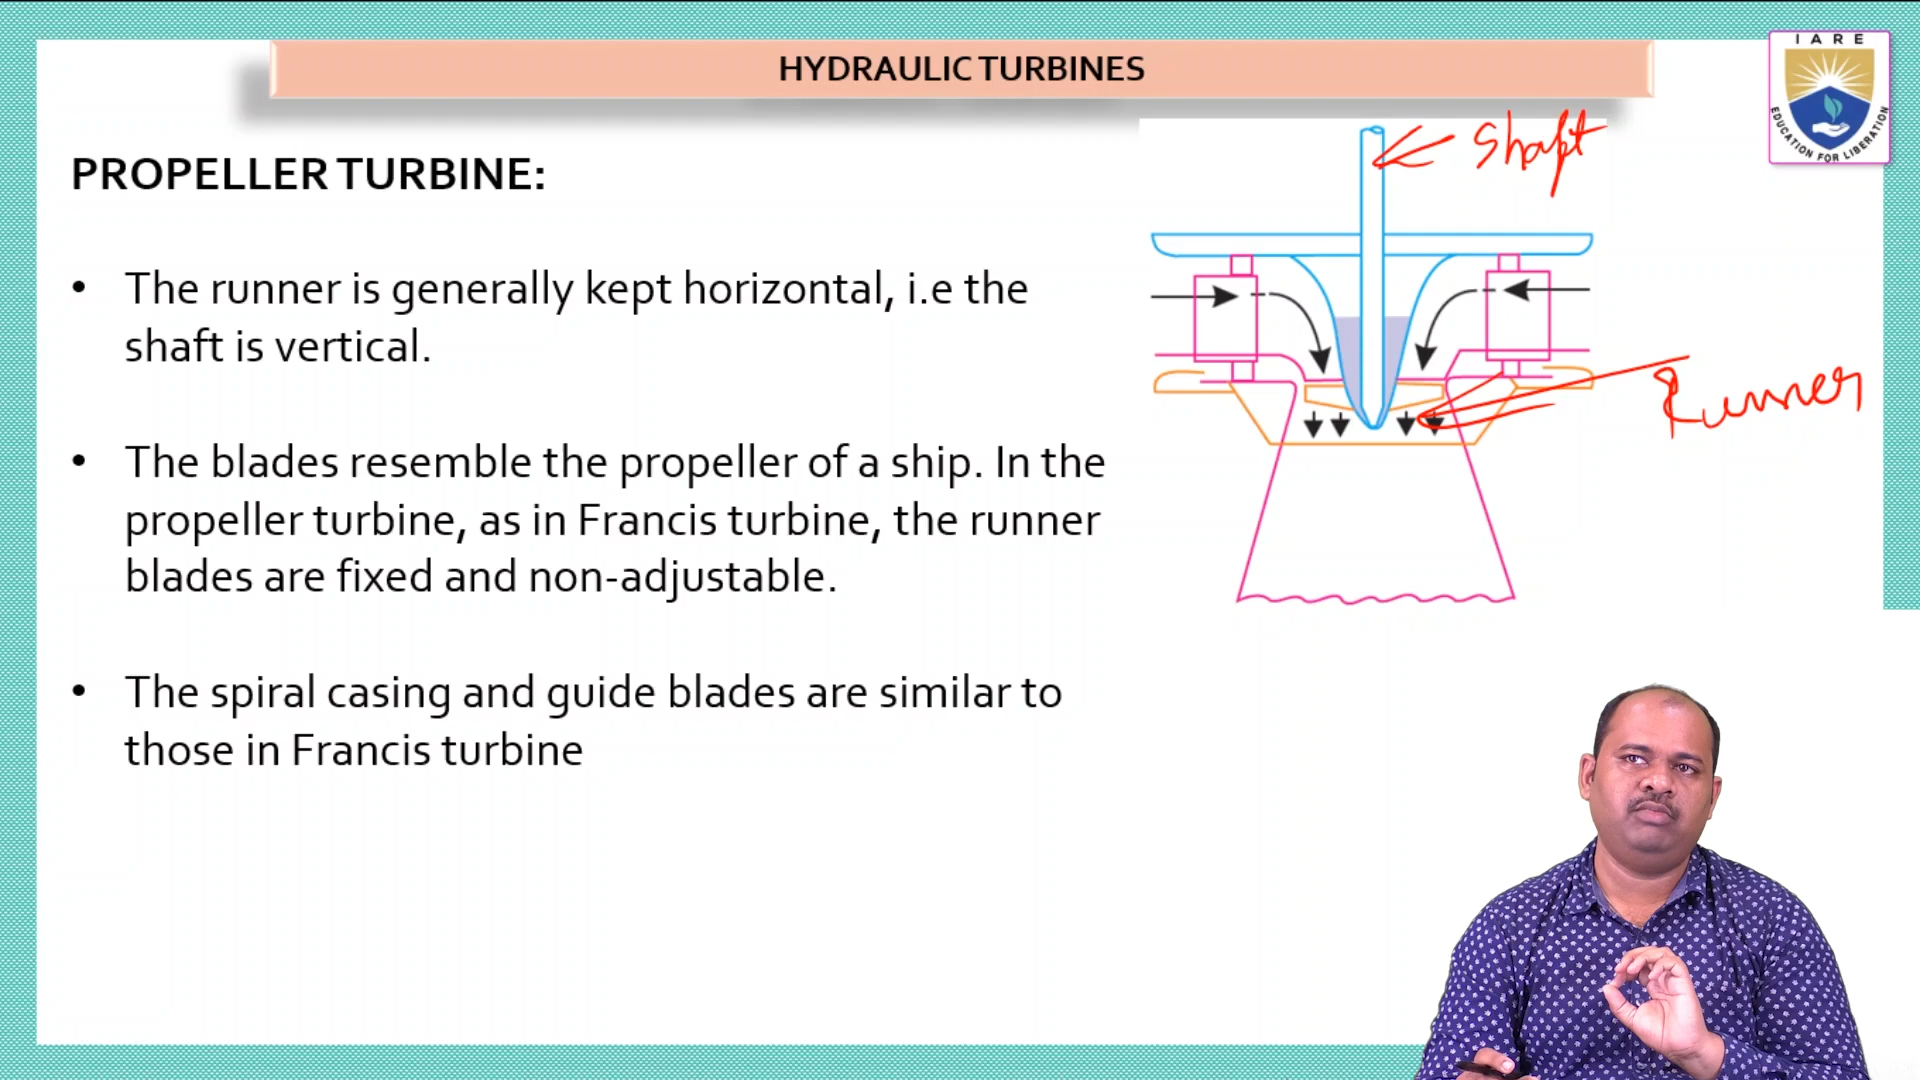 HYDRAULIC TURBINES
I A R E
EDUCATION FOR LIBERATION
PROPELLER TURBINE:
Shaft
• The runner is generally kept horizontal, i.e the
shaft is vertical.
Runner
• The blades resemble the propeller of a ship. In the
propeller turbine, as in Francis turbine, the runner
blades are fixed and non-adjustable.
• The spiral casing and guide blades are similar to
those in Francis turbine